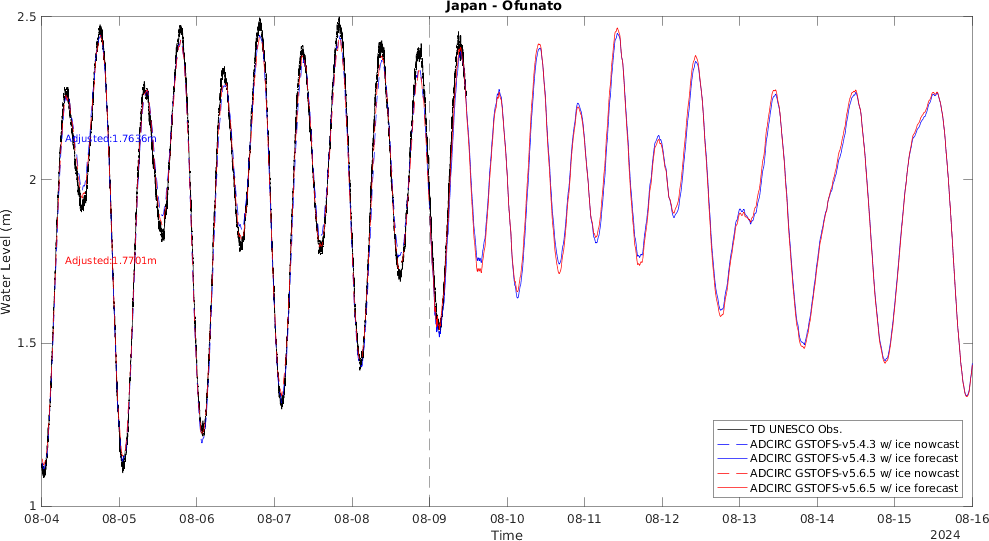 Japan - Ofunato
2.5
2
1.5
1
Water Level (m)
Adjusted:1.7636m
Adjusted:1.7701m
TD UNESCO Obs.
ADCIRC GSTOFS-v5.4.3 w/ ice nowcast
ADCIRC GSTOFS-v5.4.3 w/ ice forecast
ADCIRC GSTOFS-v5.6.5 w/ ice nowcast
ADCIRC GSTOFS-v5.6.5 w/ ice forecast
08-04 08-05 08-06 08-07 08-08 08-09 08-10 08-11 08-12 08-13 08-14 08-15 08-16
Time
2024